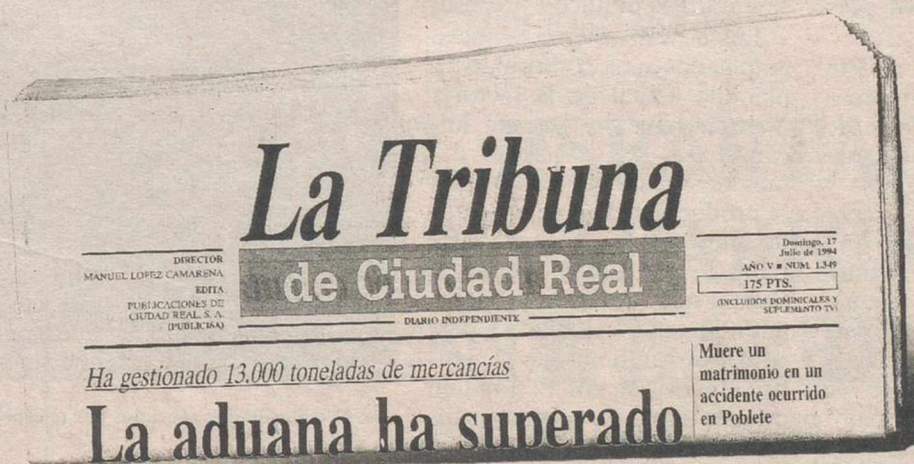 La Tribuna
de Ciudad Real
DIARIO INDEPENDIENTE
DIRECTOR
MANUEL LOPEZ CAMARENA
EDITA
PUBLICACIONES DE
CIUDAD REAL, S. A.
(PUBLICISA)
Domingo, 17
Julio de 1994
AÑO V ■ NUM. 1.349
175 PTS.
(INCLUIDOS DOMINICALES Y
SUPLEMENTO TV)
Ha gestionado 13.000 toneladas de mercancías
La aduana ha superado
Muere un
matrimonio en un
accidente ocurrido
en Poblete